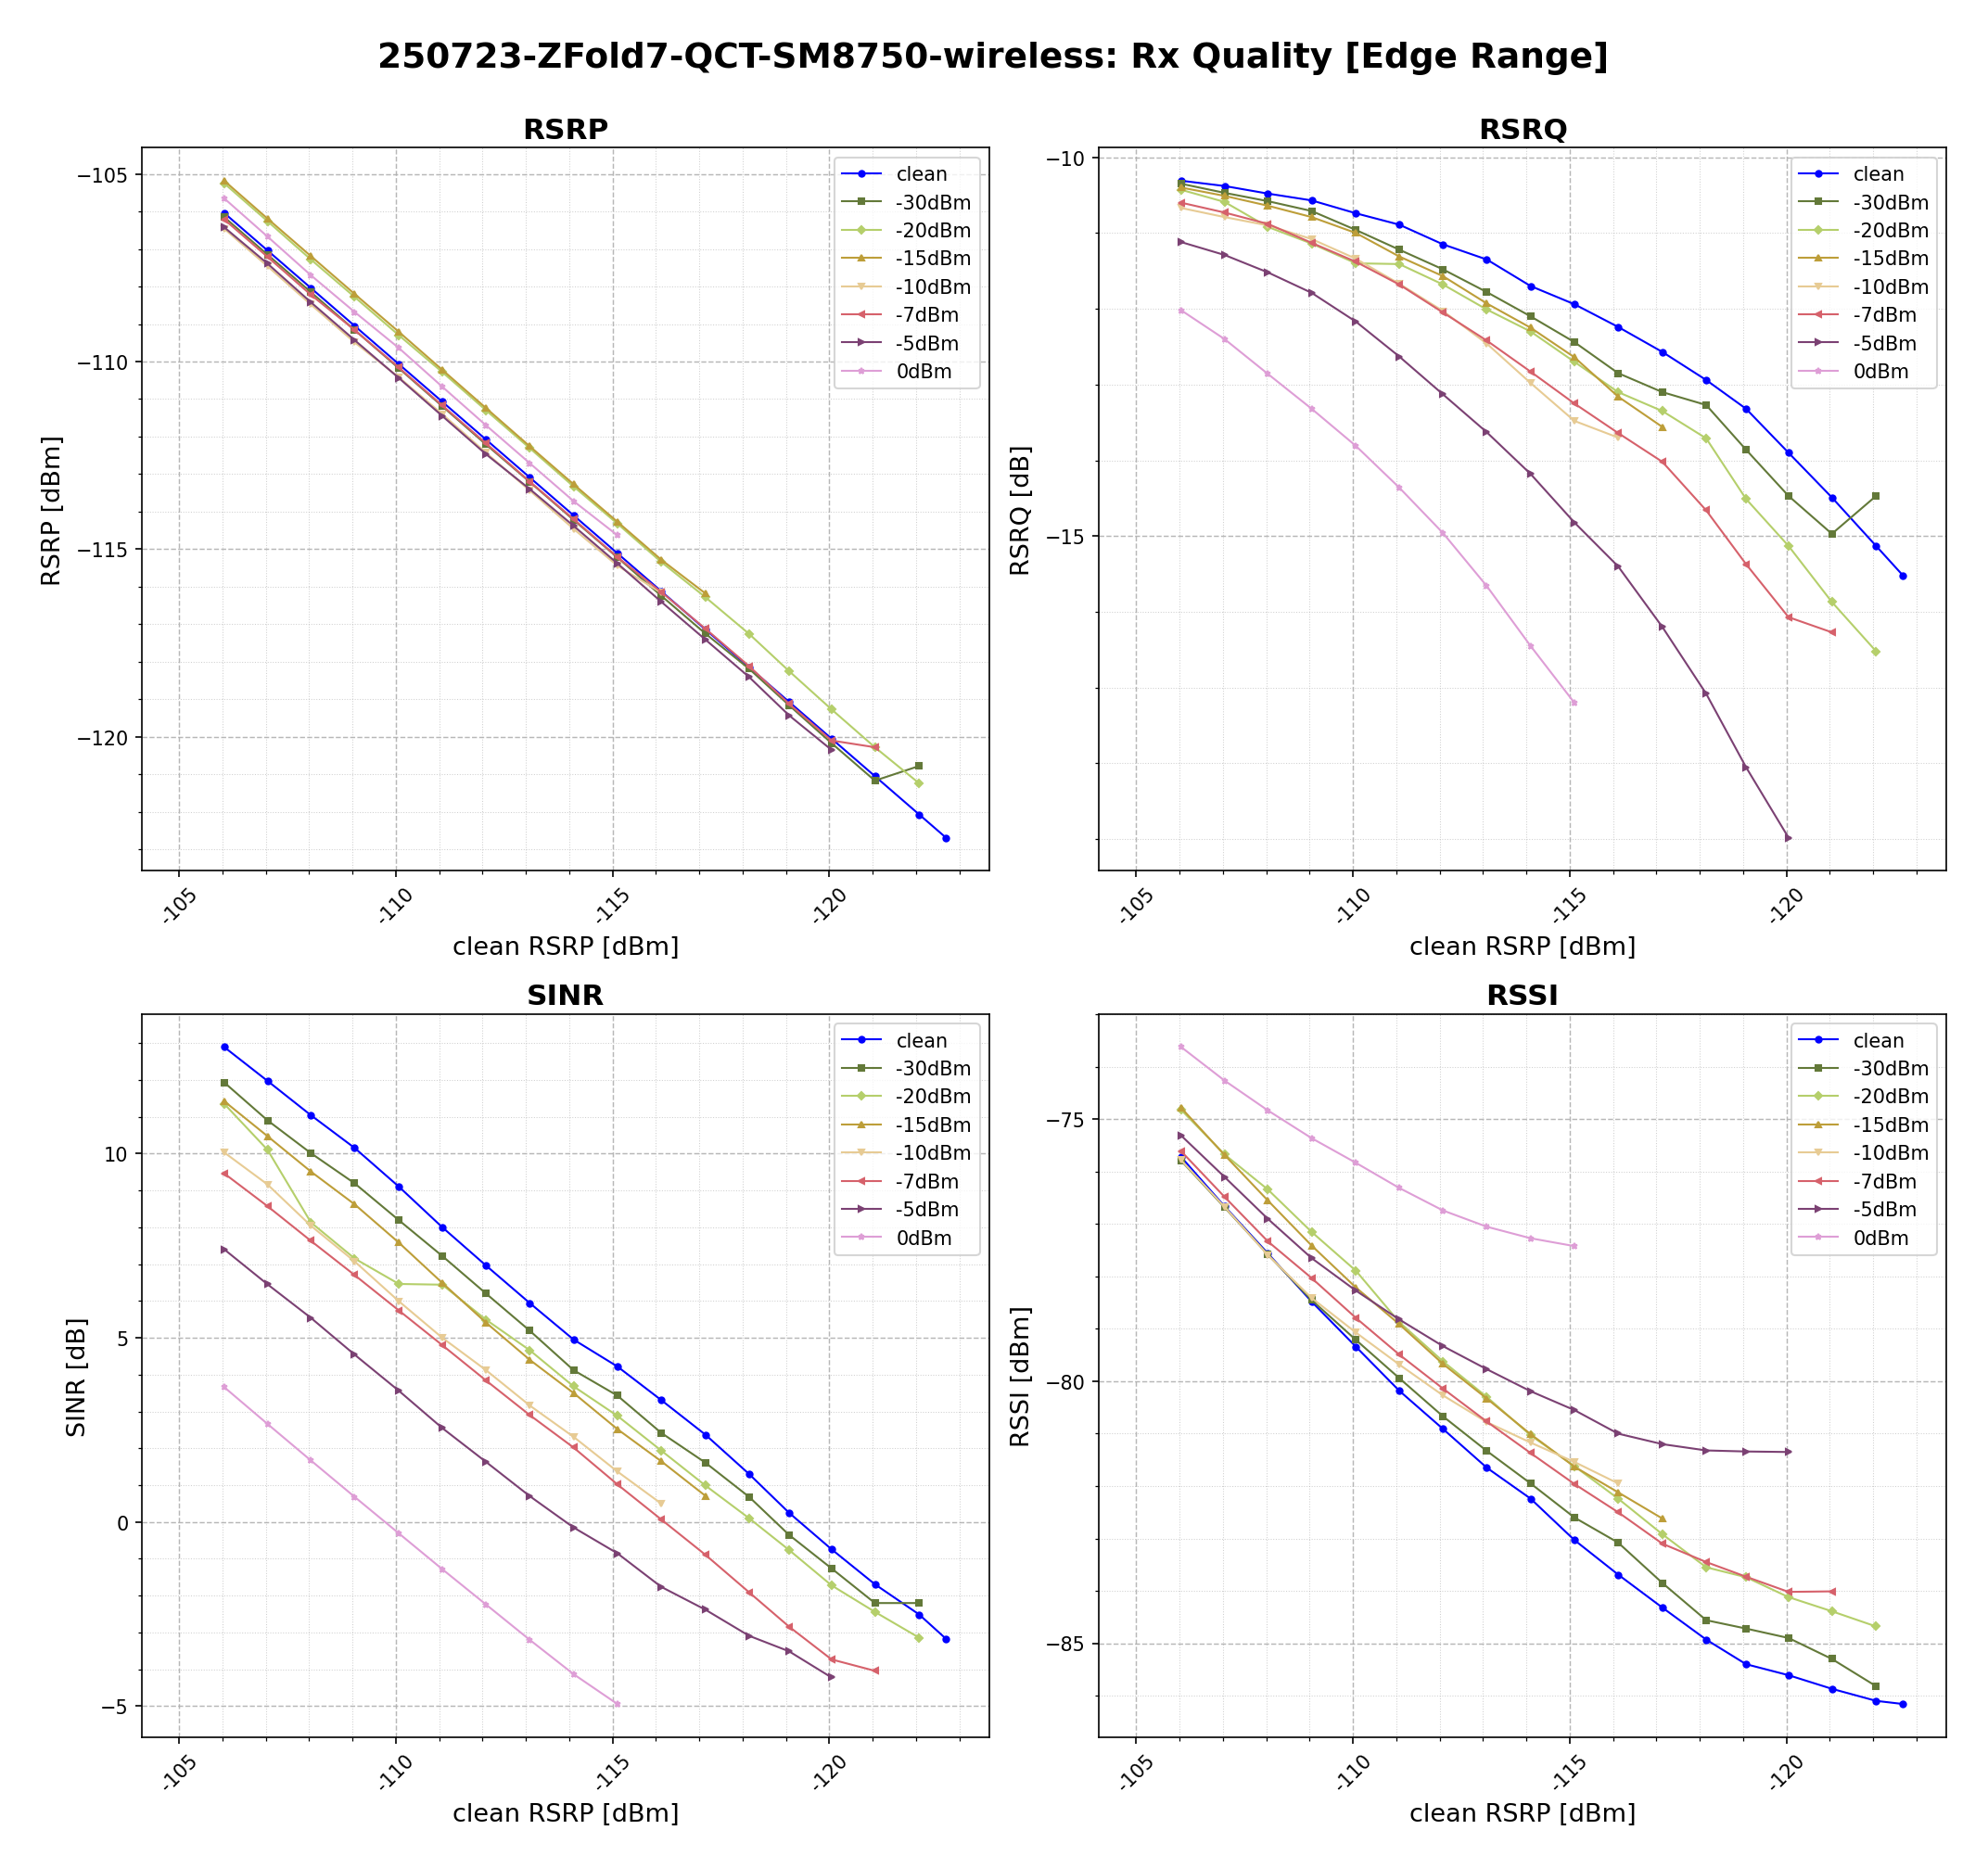 250723-ZFold7-QCT-SM8750-wireless: Rx Quality [Edge Range]
RSRP
−105
−110
−115
−120
RSRP [dBm]
-105
-110
-115
-120
clean RSRP [dBm]
clean
-30dBm
-20dBm
-15dBm
-10dBm
-7dBm
-5dBm
0dBm
RSRQ
−10
−15
RSRQ [dB]
-105
-110
-115
-120
clean RSRP [dBm]
clean
-30dBm
-20dBm
-15dBm
-10dBm
-7dBm
-5dBm
0dBm
SINR
10
5
0
−5
SINR [dB]
-105
-110
-115
-120
clean RSRP [dBm]
clean
-30dBm
-20dBm
-15dBm
-10dBm
-7dBm
-5dBm
0dBm
RSSI
−75
−80
−85
RSSI [dBm]
-105
-110
-115
-120
clean RSRP [dBm]
clean
-30dBm
-20dBm
-15dBm
-10dBm
-7dBm
-5dBm
0dBm